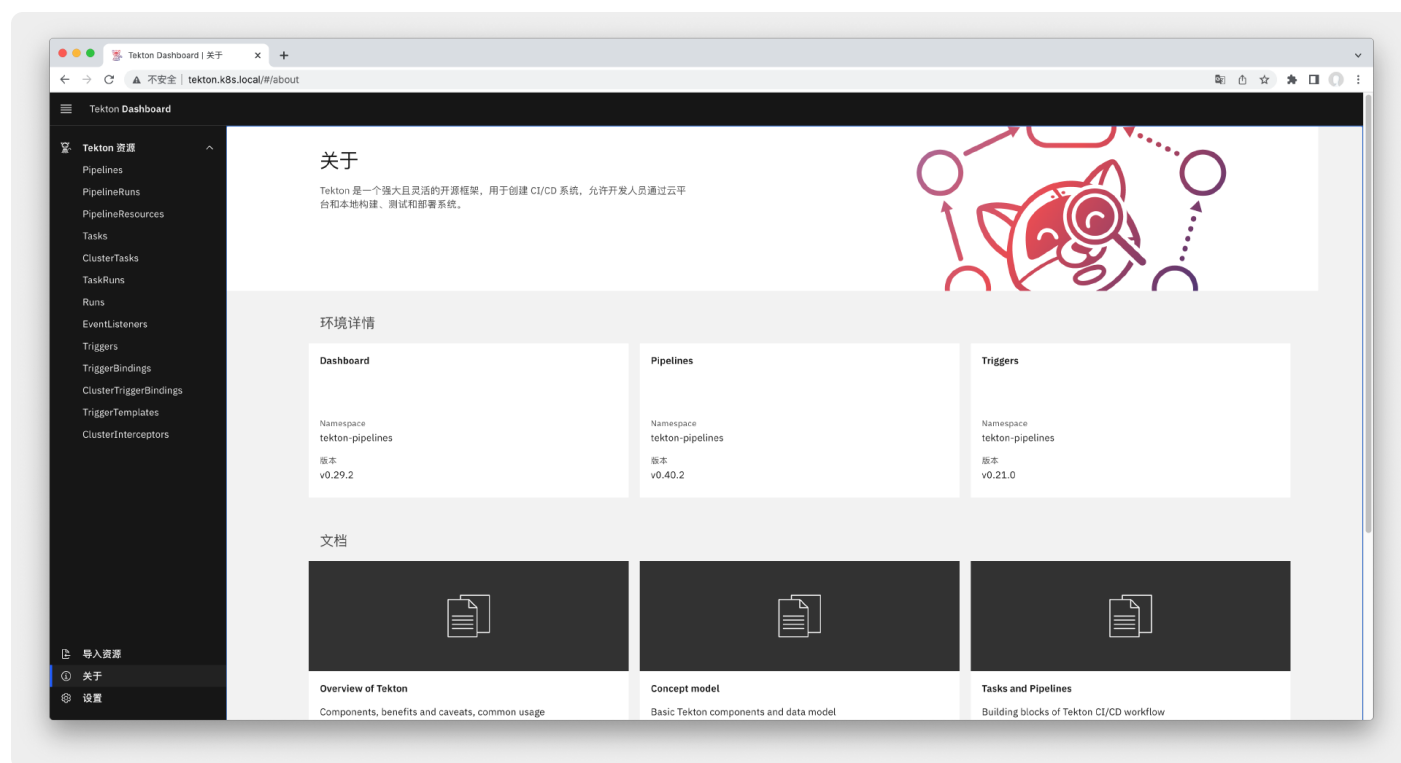 Tekton Dashboard | 关于
不安全 | tekton.k8s.local/#/about
Tekton Dashboard
Tekton 资源
Pipelines
PipelineRuns
PipelineResources
Tasks
ClusterTasks
TaskRuns
Runs
EventListeners
Triggers
TriggerBindings
ClusterTriggerBindings
TriggerTemplates
ClusterInterceptors
导入资源
关于
设置
关于
Tekton 是一个强大且灵活的开源框架，用于创建 CI/CD 系统，允许开发人员通过云平
台和本地构建、测试和部署系统。
环境详情
Dashboard
Namespace
tekton-pipelines
版本
v0.29.2
Pipelines
Namespace
tekton-pipelines
版本
v0.40.2
Triggers
Namespace
tekton-pipelines
版本
v0.21.0
文档
Overview of Tekton
Components, benefits and caveats, common usage
Concept model
Basic Tekton components and data model
Tasks and Pipelines
Building blocks of Tekton CI/CD workflow